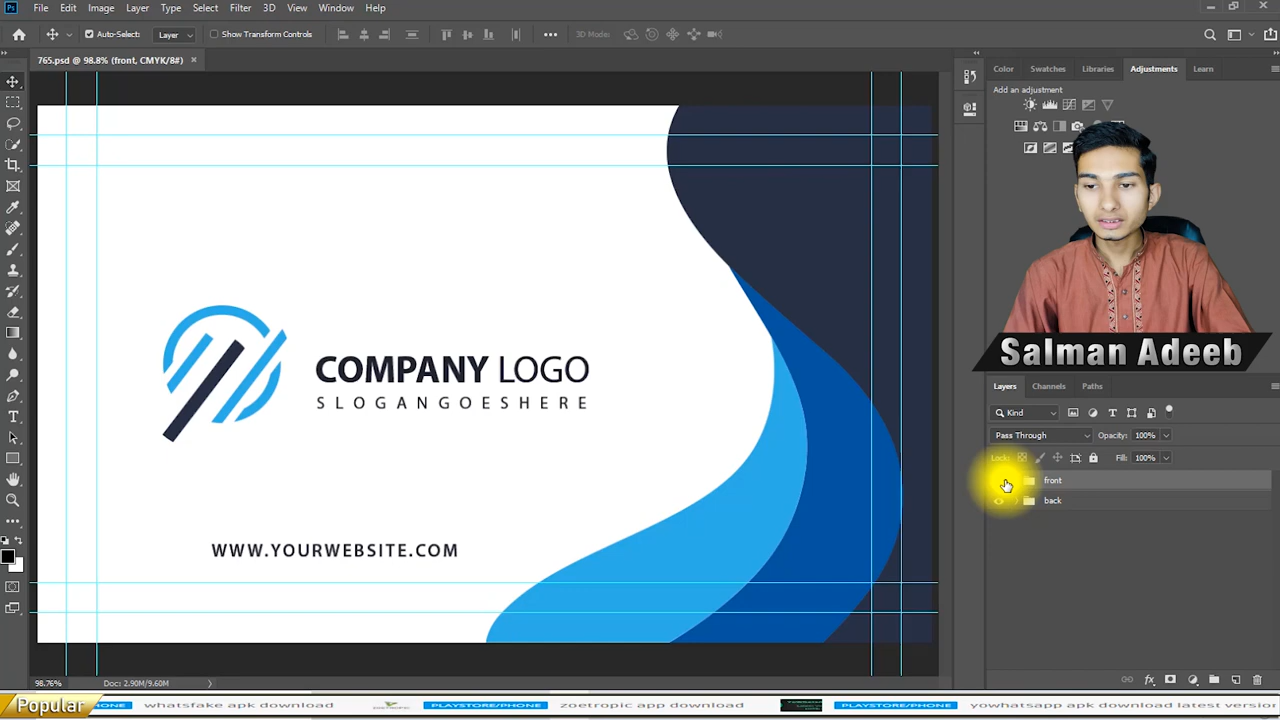 Ps File Edit Image Layer Type Select Filter 3D View Window Help
Auto-Select: Layer Show Transform Controls 3D Mode:
765.psd @ 98.8% (front, CMYK/8#) ×
Color Swatches Libraries Adjustments Learn
Add an adjustment
COMPANY LOGO
SLOGANGOESHERE
WWW.YOURWEBSITE.COM
Salman Adeeb
Layers Channels Paths
Kind
Pass Through Opacity: 100%
Lock: Fill: 100%
front
back
98.76% Doc: 2.90M/9.60M
Popular PHONE whatsfake apk download PLAYSTORE/PHONE zoetropic app download PLAYSTORE/PHONE yowhatsapp download latest version